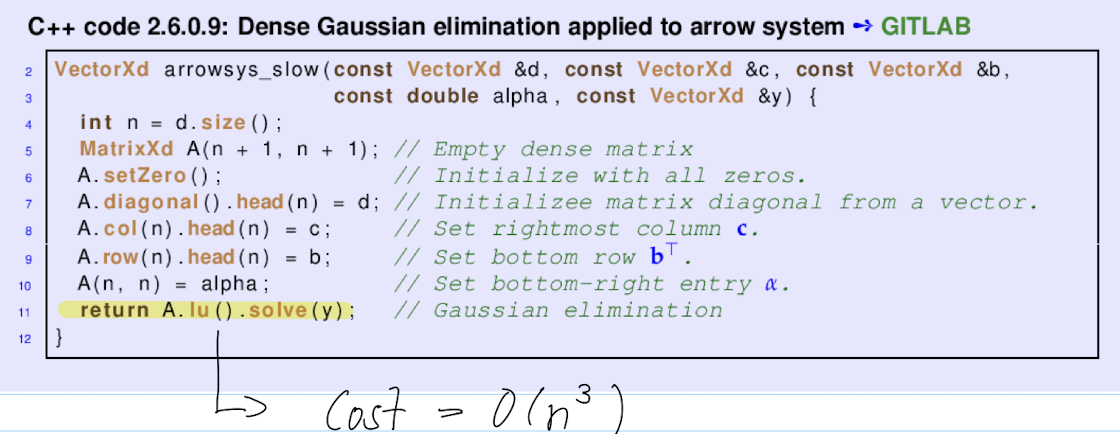 C++ code 2.6.0.9: Dense Gaussian elimination applied to arrow system ➺ GITLAB
2 VectorXd arrowsys_slow(const VectorXd &d, const VectorXd &c, const VectorXd &b,
3 const double alpha, const VectorXd &y) {
4 int n = d.size();
5 MatrixXd A(n + 1, n + 1); // Empty dense matrix
6 A.setZero(); // Initialize with all zeros.
7 A.diagonal().head(n) = d; // Initializee matrix diagonal from a vector.
8 A.col(n).head(n) = c; // Set rightmost column c.
9 A.row(n).head(n) = b; // Set bottom row b⊤.
10 A(n, n) = alpha; // Set bottom-right entry α.
11 return A.lu().solve(y); // Gaussian elimination
12 }
↳ Cost = O(n³)